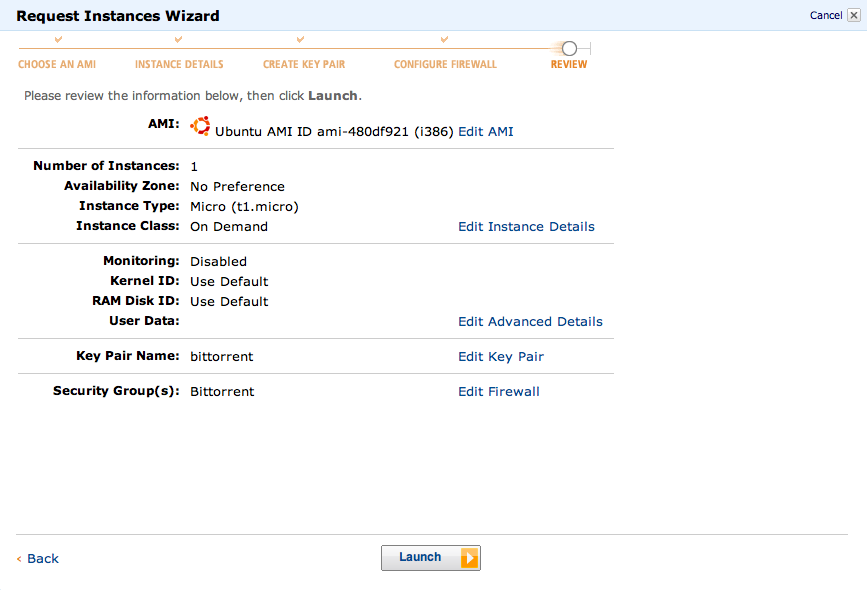 Request Instances Wizard
Cancel
CHOOSE AN AMI INSTANCE DETAILS CREATE KEY PAIR CONFIGURE FIREWALL REVIEW
Please review the information below, then click Launch.
AMI: Ubuntu AMI ID ami-480df921 (i386) Edit AMI
Number of Instances: 1
Availability Zone: No Preference
Instance Type: Micro (t1.micro)
Instance Class: On Demand Edit Instance Details
Monitoring: Disabled
Kernel ID: Use Default
RAM Disk ID: Use Default
User Data: Edit Advanced Details
Key Pair Name: bittorrent Edit Key Pair
Security Group(s): Bittorrent Edit Firewall
‹ Back Launch